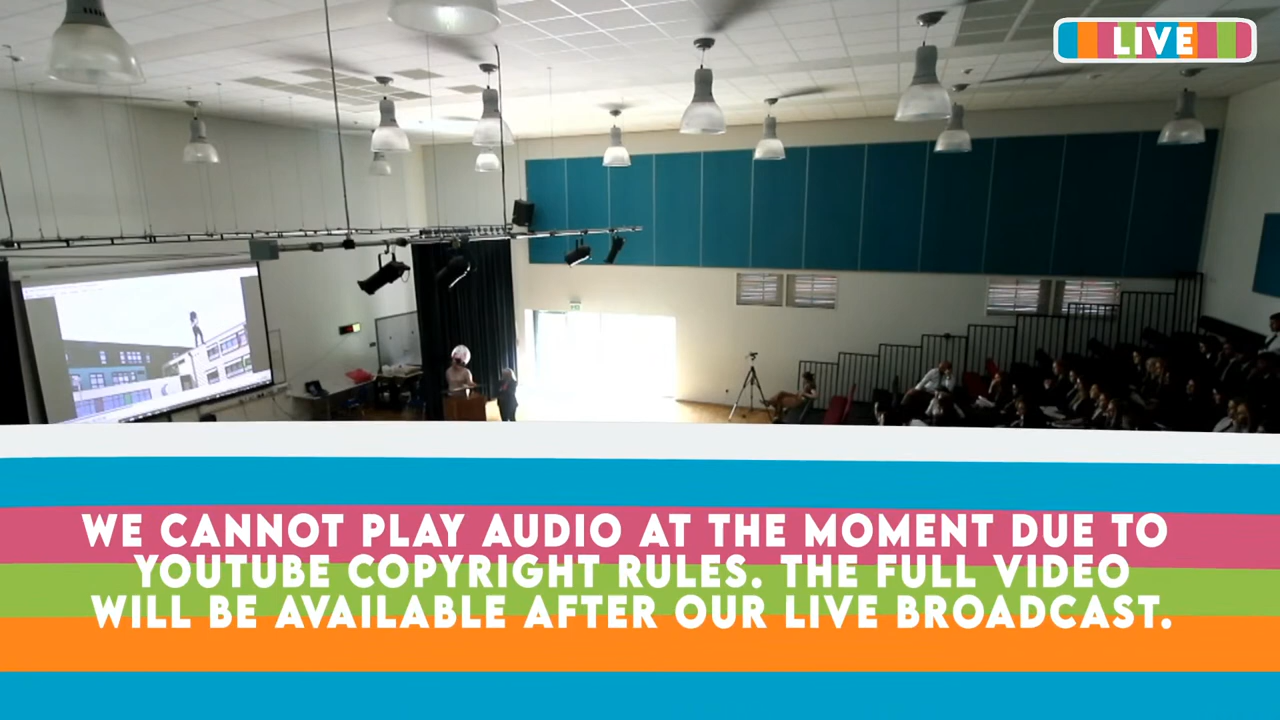 LIVE
WE CANNOT PLAY AUDIO AT THE MOMENT DUE TO
YOUTUBE COPYRIGHT RULES. THE FULL VIDEO
WILL BE AVAILABLE AFTER OUR LIVE BROADCAST.